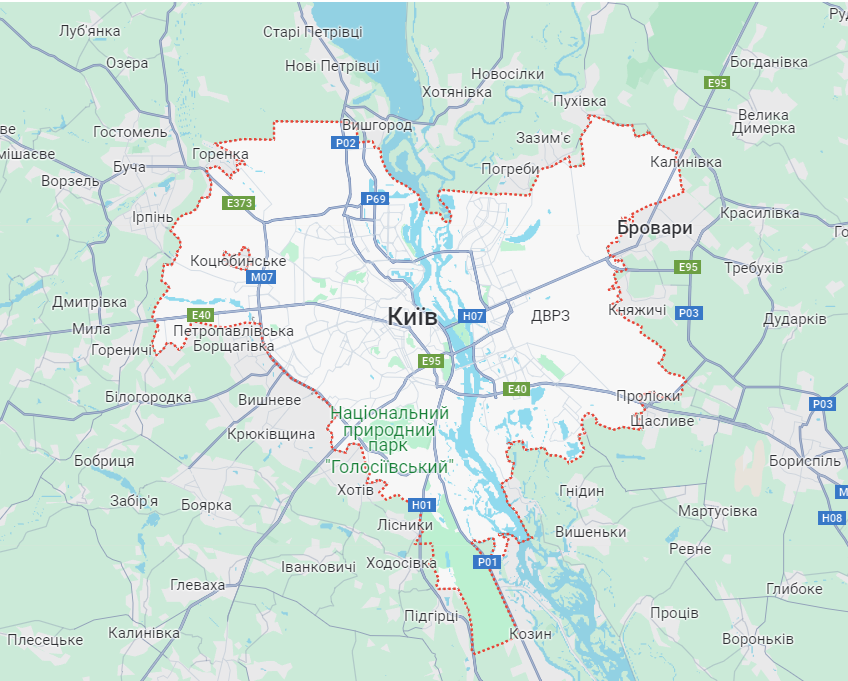 Луб'янка
Старі Петрівці
Озера
Нові Петрівці
Новосілки
Богданівка
E95
Хотянівка
Пухівка
Велика
Димерка
Гостомель
Вишгород
Зазим'є
P02
Горенка
мішаєве
Буча
Погреби
Калинівка
Ворзель
E373
P69
Ірпінь
Красилівка
Бровари
Коцюбинське
M07
E95
Требухів
Дмитрівка
E40
Київ
H07
ДВРЗ
Княжичі
P03
Дударків
Мила
Петропавлівська
Борщагівка
Гореничі
E95
E40
Білогородка
Вишневе
Проліски
P03
Національний
природний
парк
"Голосіївський"
Щасливе
Крюківщина
Бобриця
Бориспіль
Хотів
Гнідин
Забір'я
Боярка
H01
Мартусівка
H08
Лісники
Вишеньки
Ревне
Іванковичі
Ходосівка
P01
Глеваха
Глибоке
Підгірці
Проців
Плесецьке
Калинівка
Козин
Вороньків